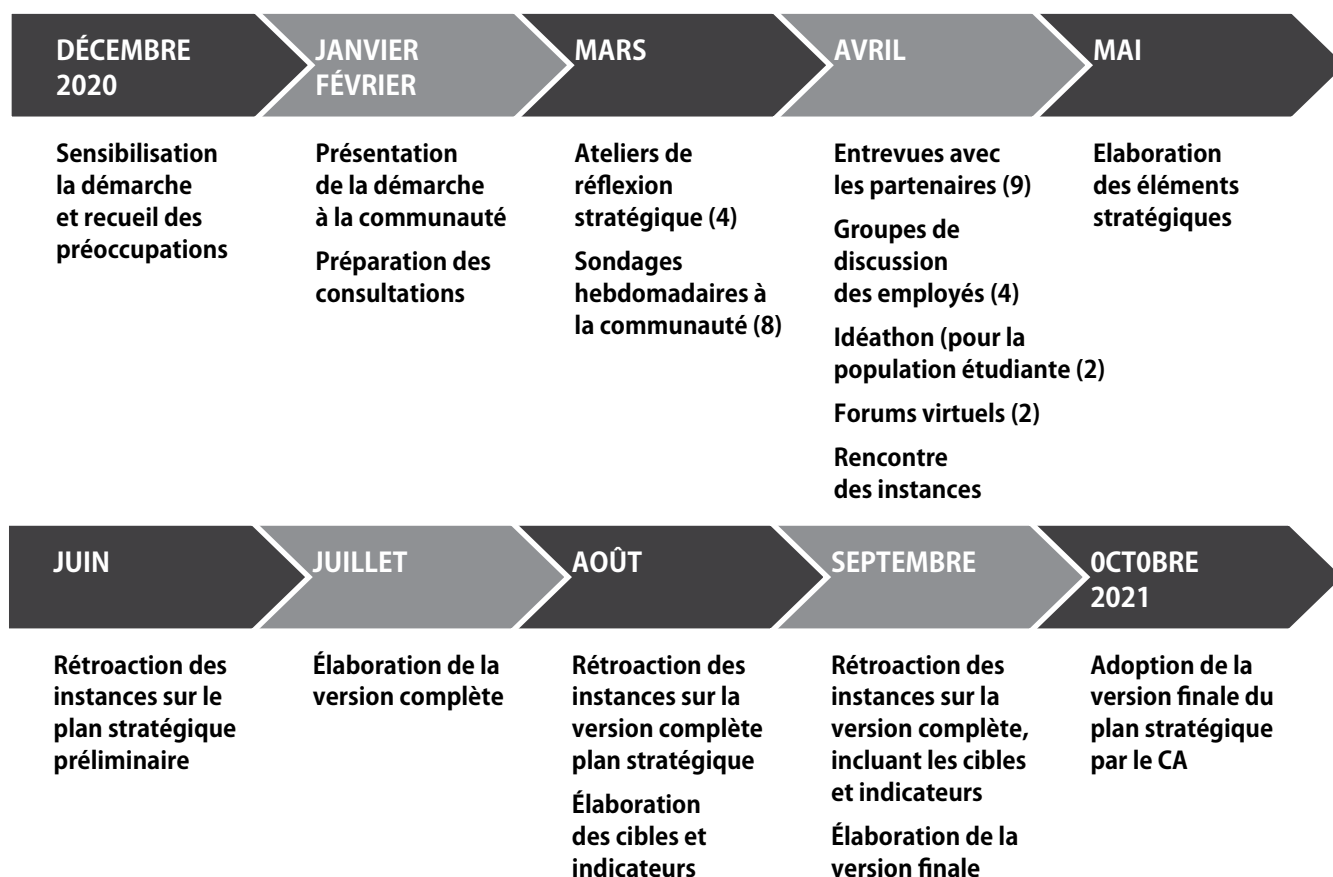 DÉCEMBRE
2020
Sensibilisation
la démarche
et recueil des
préoccupations
JANVIER
FÉVRIER
Présentation
de la démarche
à la communauté
Préparation des
consultations
MARS
Ateliers de
réflexion
stratégique (4)
Sondages
hebdomadaires à
la communauté (8)
AVRIL
Entrevues avec
les partenaires (9)
Groupes de
discussion
des employés (4)
Idéathon (pour la
population étudiante (2)
Forums virtuels (2)
Rencontre
des instances
MAI
Elaboration
des éléments
stratégiques
JUIN
Rétroaction des
instances sur le
plan stratégique
préliminaire
JUILLET
Élaboration de la
version complète
AOÛT
Rétroaction des
instances sur la
version complète
plan stratégique
Élaboration
des cibles et
indicateurs
SEPTEMBRE
Rétroaction des
instances sur la
version complète,
incluant les cibles
et indicateurs
Élaboration de la
version finale
0CT0BRE
2021
Adoption de la
version finale du
plan stratégique
par le CA